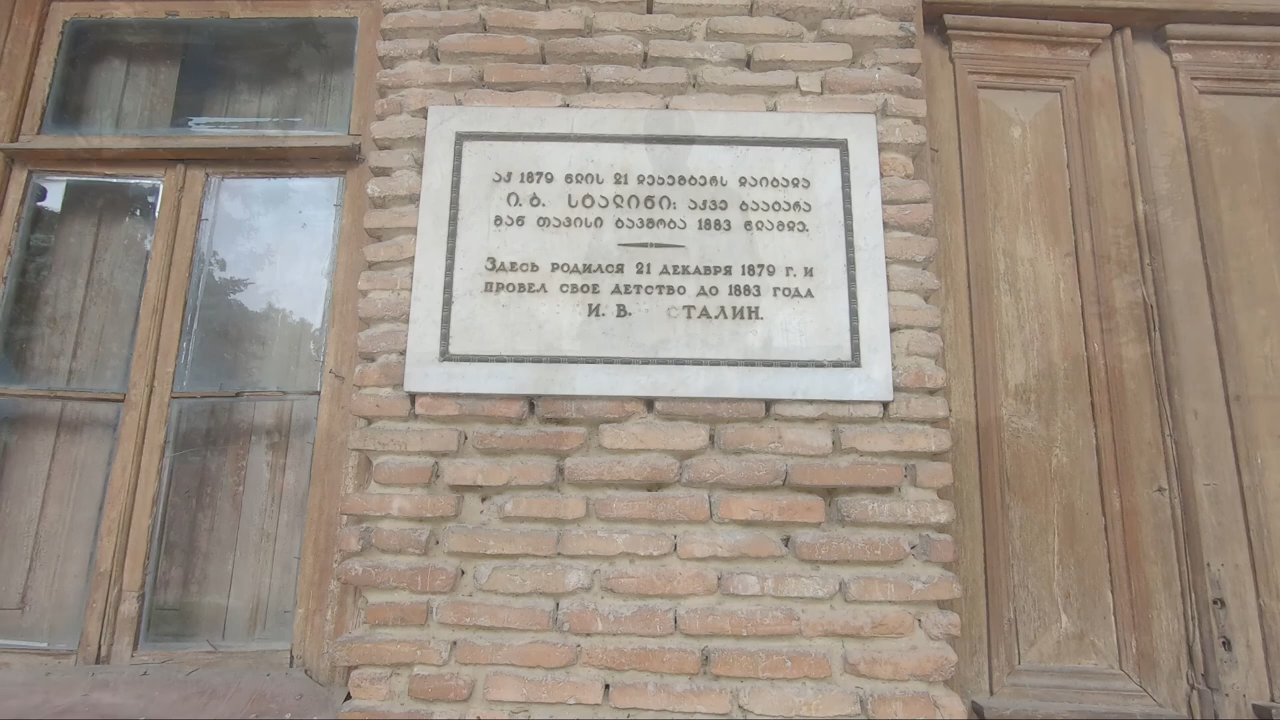 აქ 1879 წლის 21 დეკემბერს დაიბადა
ი. ბ. სტალინი: აქვე გაატარა
მან თავისი ბავშობა 1883 წლამდე.
Здесь родился 21 декабря 1879 г. и
провел свое детство до 1883 года
И. В. Сталин.